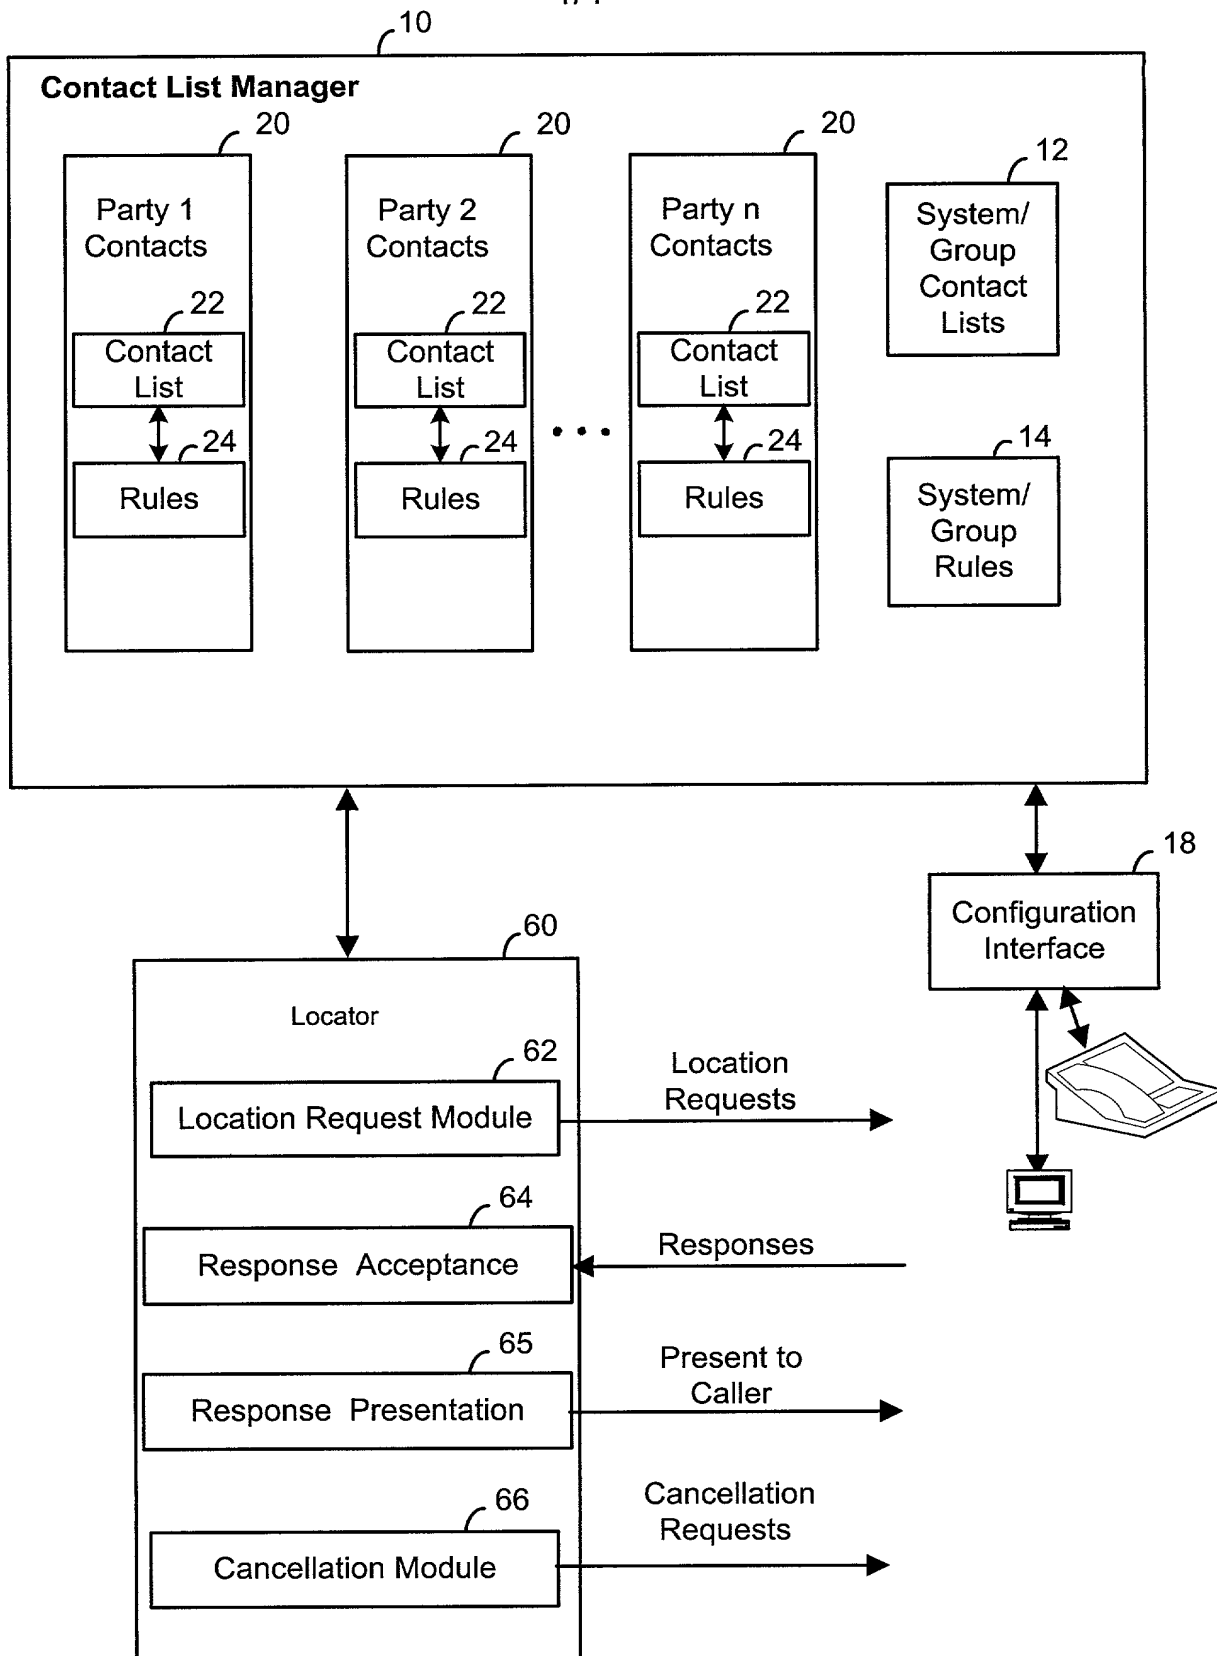 10
Contact List Manager
20
20
20
12
Party 1
Contacts
Party 2
Contacts
Party n
Contacts
System/
Group
Contact
Lists
22
22
22
Contact
List
Contact
List
Contact
List
24
24
24
14
Rules
Rules
Rules
System/
Group
Rules
18
Configuration
Interface
60
Locator
62
Location Request Module
Location
Requests
64
Response Acceptance
Responses
65
Response Presentation
Present to
Caller
66
Cancellation Module
Cancellation
Requests